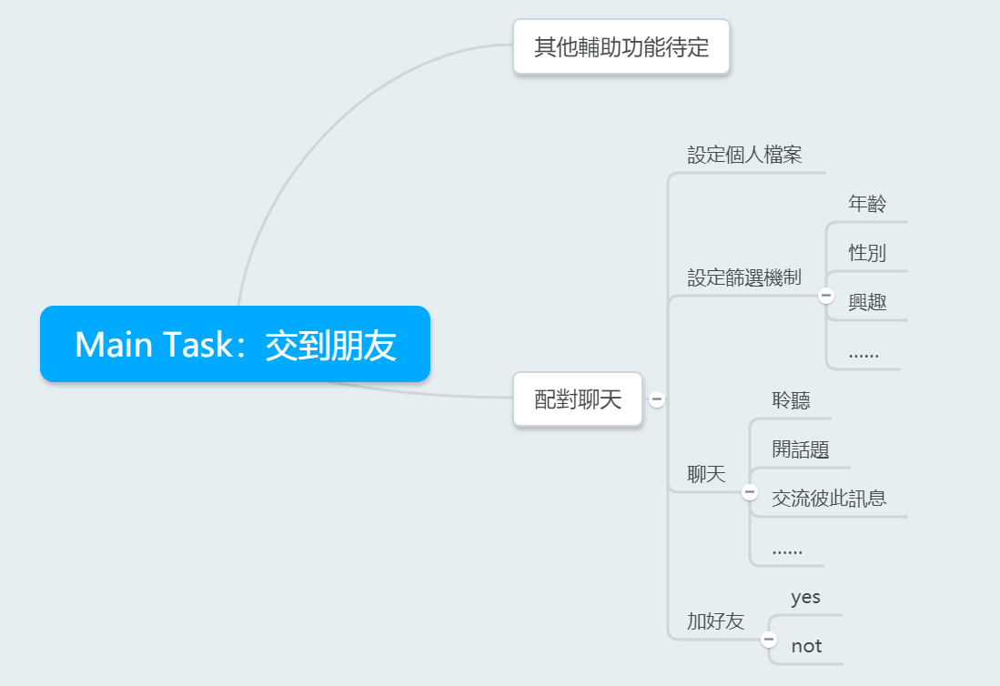 其他輔助功能待定
設定個人檔案
年齡
性別
設定篩選機制
興趣
……
Main Task：交到朋友
配對聊天
聆聽
開話題
聊天
交流彼此訊息
……
yes
加好友
not